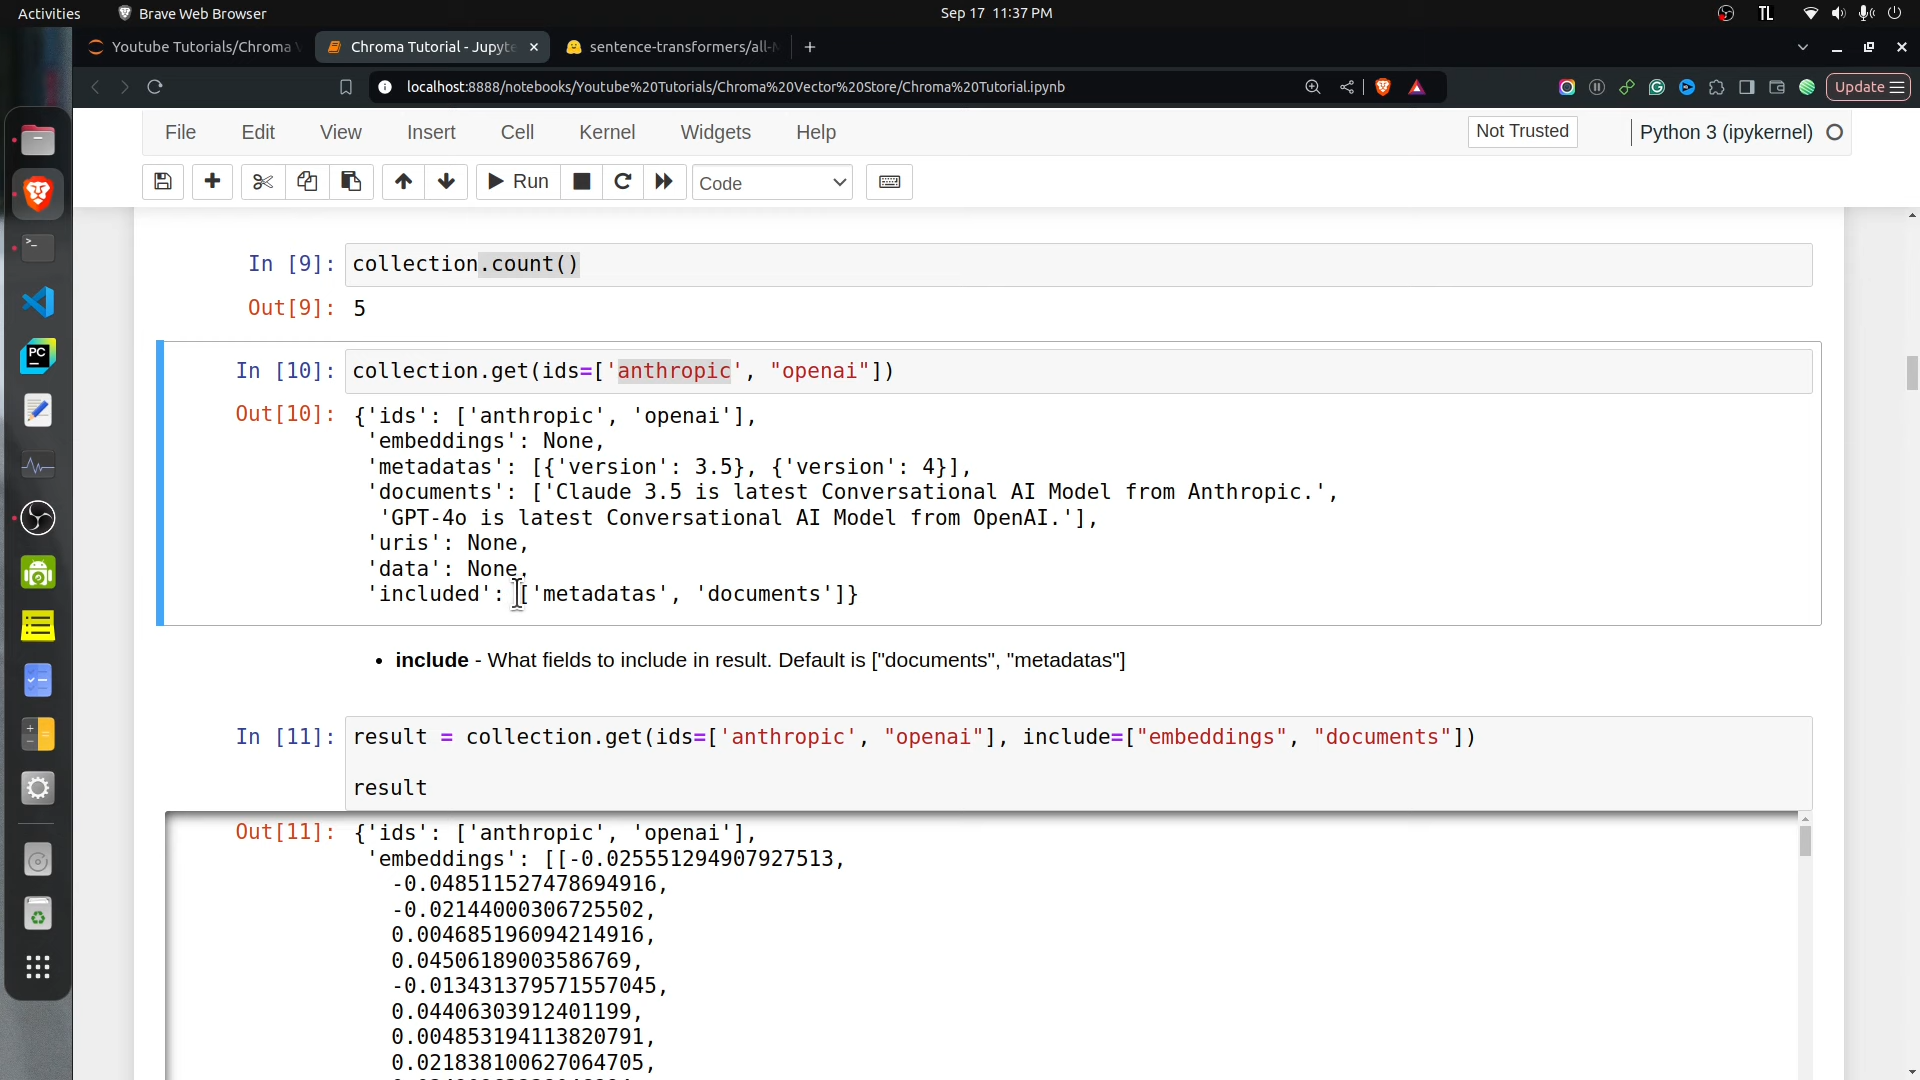 Activities Brave Web Browser Sep 17 11:37 PM TL
Youtube Tutorials/Chroma Chroma Tutorial - Jupyte sentence-transformers/all-
localhost:8888/notebooks/Youtube%20Tutorials/Chroma%20Vector%20Store/Chroma%20Tutorial.ipynb Update
File Edit View Insert Cell Kernel Widgets Help Not Trusted Python 3 (ipykernel)
Run Code
In [9]: collection.count()
Out[9]: 5
In [10]: collection.get(ids=['anthropic', "openai"])
Out[10]: {'ids': ['anthropic', 'openai'],
'embeddings': None,
'metadatas': [{'version': 3.5}, {'version': 4}],
'documents': ['Claude 3.5 is latest Conversational AI Model from Anthropic.',
'GPT-4o is latest Conversational AI Model from OpenAI.'],
'uris': None,
'data': None,
'included': ['metadatas', 'documents']}
• include - What fields to include in result. Default is ["documents", "metadatas"]
In [11]: result = collection.get(ids=['anthropic', "openai"], include=["embeddings", "documents"])
result
Out[11]: {'ids': ['anthropic', 'openai'],
'embeddings': [[-0.025551294907927513,
-0.048511527478694916,
-0.02144000306725502,
0.004685196094214916,
0.04506189003586769,
-0.013431379571557045,
0.04406303912401199,
0.004853194113820791,
0.021838100627064705,